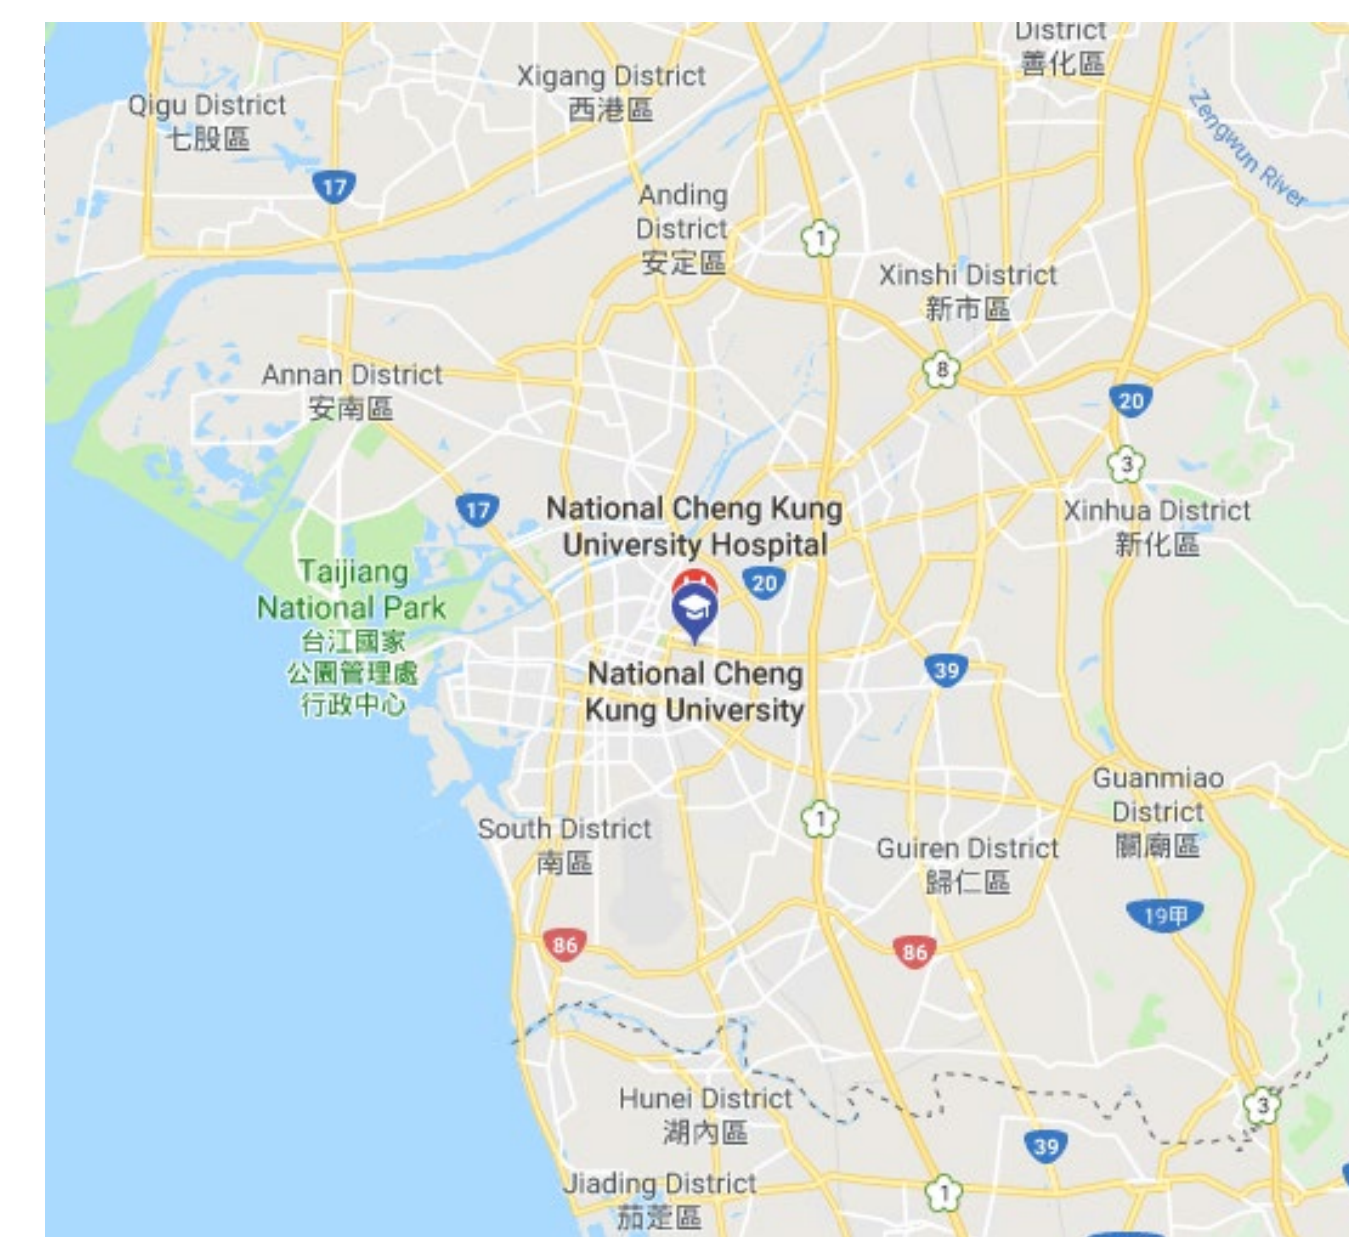 District
善化區
Xigang District
西港區
Qigu District
七股區
Zengwun River
17
Anding
District
安定區
1
Xinshi District
新市區
8
Annan District
安南區
20
3
17
National Cheng Kung
University Hospital
Xinhua District
新化區
20
Taijiang
National Park
台江國家
公園管理處
行政中心
National Cheng
Kung University
39
Guanmiao
District
關廟區
1
South District
南區
Guiren District
歸仁區
19甲
86
86
Hunei District
湖內區
3
39
Jiading District
茄萣區
1